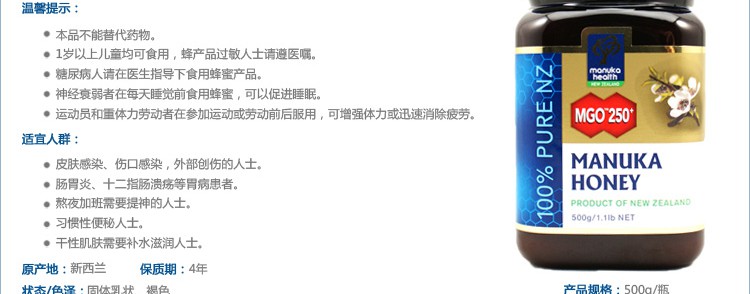 温馨提示：
本品不能替代药物。
1岁以上儿童均可食用，蜂产品过敏人士请遵医嘱。
糖尿病人请在医生指导下食用蜂蜜产品。
神经衰弱者在每天睡觉前食用蜂蜜，可以促进睡眠。
运动员和重体力劳动者在参加运动或劳动前后服用，可增强体力或迅速消除疲劳。
适宜人群：
皮肤感染、伤口感染，外部创伤的人士。
肠胃炎、十二指肠溃疡等胃病患者。
熬夜加班需要提神的人士。
习惯性便秘人士。
干性肌肤需要补水滋润人士。
原产地：新西兰 保质期：4年
状态/色泽：固体乳状、褐色
manuka
health
NEW ZEALAND
100% PURE NZ
MGO™250+
MANUKA
HONEY
PRODUCT OF NEW ZEALAND
500g/1.1lb NET
产品规格：500g/瓶